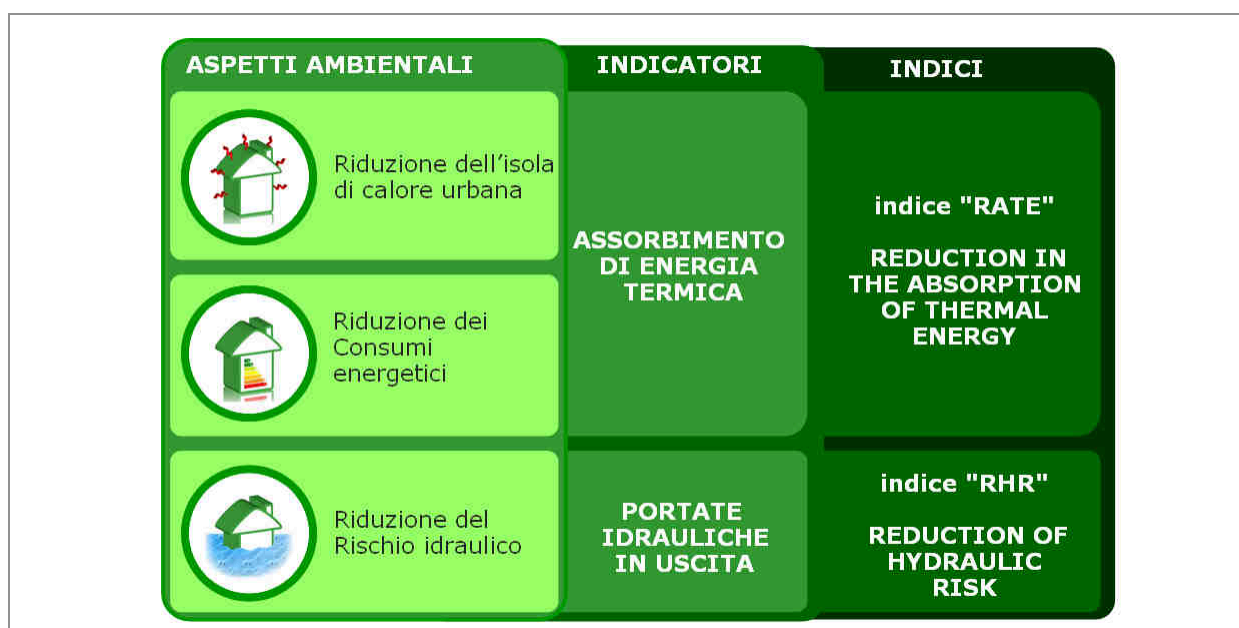 ASPETTI AMBIENTALI
INDICATORI
INDICI
Riduzione dell'isola
di calore urbana
Riduzione dei
Consumi
energetici
ASSORBIMENTO
DI ENERGIA
TERMICA
indice "RATE"
REDUCTION IN
THE ABSORPTION
OF THERMAL
ENERGY
Riduzione del
Rischio idraulico
PORTATE
IDRAULICHE
IN USCITA
indice "RHR"
REDUCTION OF
HYDRAULIC
RISK